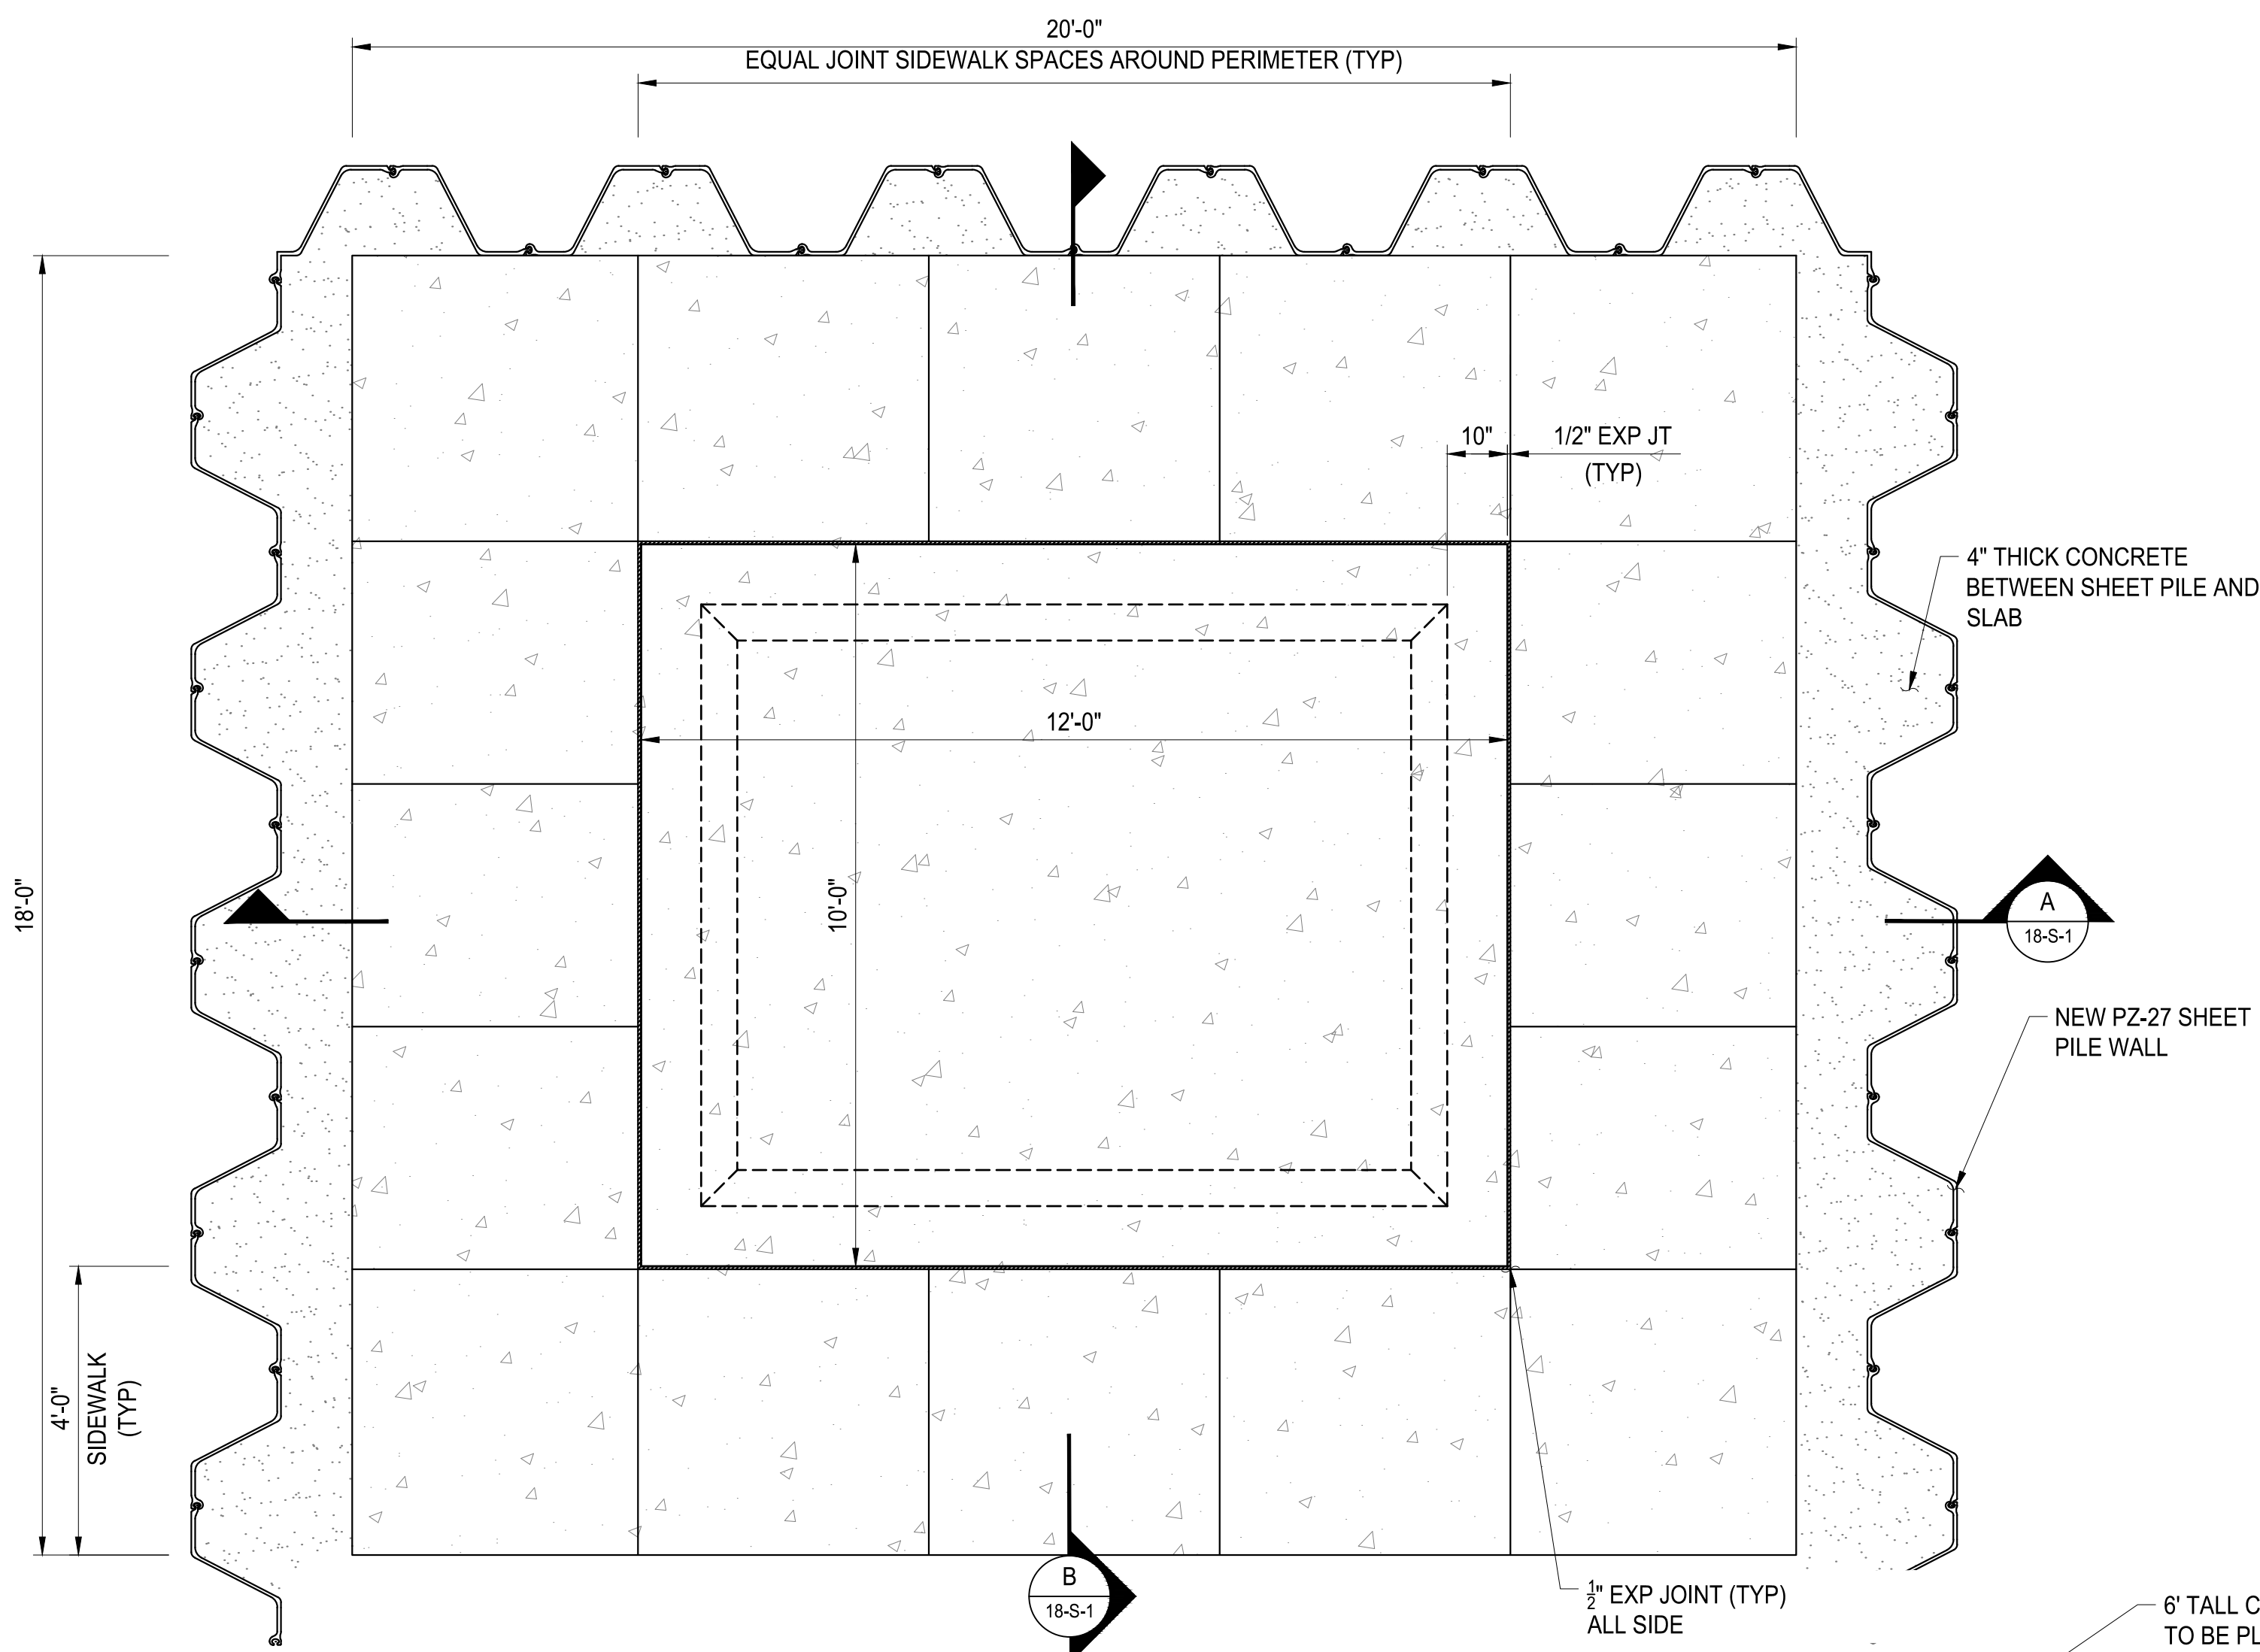 20'-0"
EQUAL JOINT SIDEWALK SPACES AROUND PERIMETER (TYP)
10"
1/2" EXP JT
(TYP)
4" THICK CONCRETE
BETWEEN SHEET PILE AND
SLAB
12'-0"
10'-0"
18'-0"
A
18-S-1
NEW PZ-27 SHEET
PILE WALL
4'-0"
SIDEWALK
(TYP)
B
18-S-1
½" EXP JOINT (TYP)
ALL SIDE
6' TALL C
TO BE PL